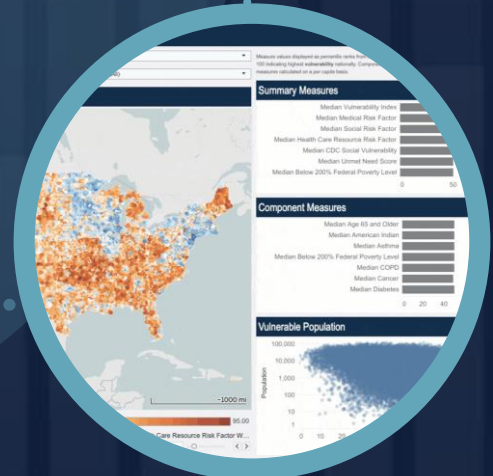 Measure values displayed as percentile ranks from
100 indicating highest vulnerability nationally.
measures calculated on a per capita basis.
Summary Measures
Median Vulnerability Index
Median Medical Risk Factor
Median Social Risk Factor
Median Health Care Resource Risk Factor
Median CDC Social Vulnerability
Median Unmet Need Score
Median Below 200% Federal Poverty Level
0 50
Component Measures
Median Age 65 and Older
Median American Indian
Median Asthma
Median Below 200% Federal Poverty Level
Median COPD
Median Cancer
Median Diabetes
0 20 40
Vulnerable Population
100,000
10,000
1,000
100
10
1
Population
0 10 20
~1000 mi
95.00
Care Resource Risk Factor W...